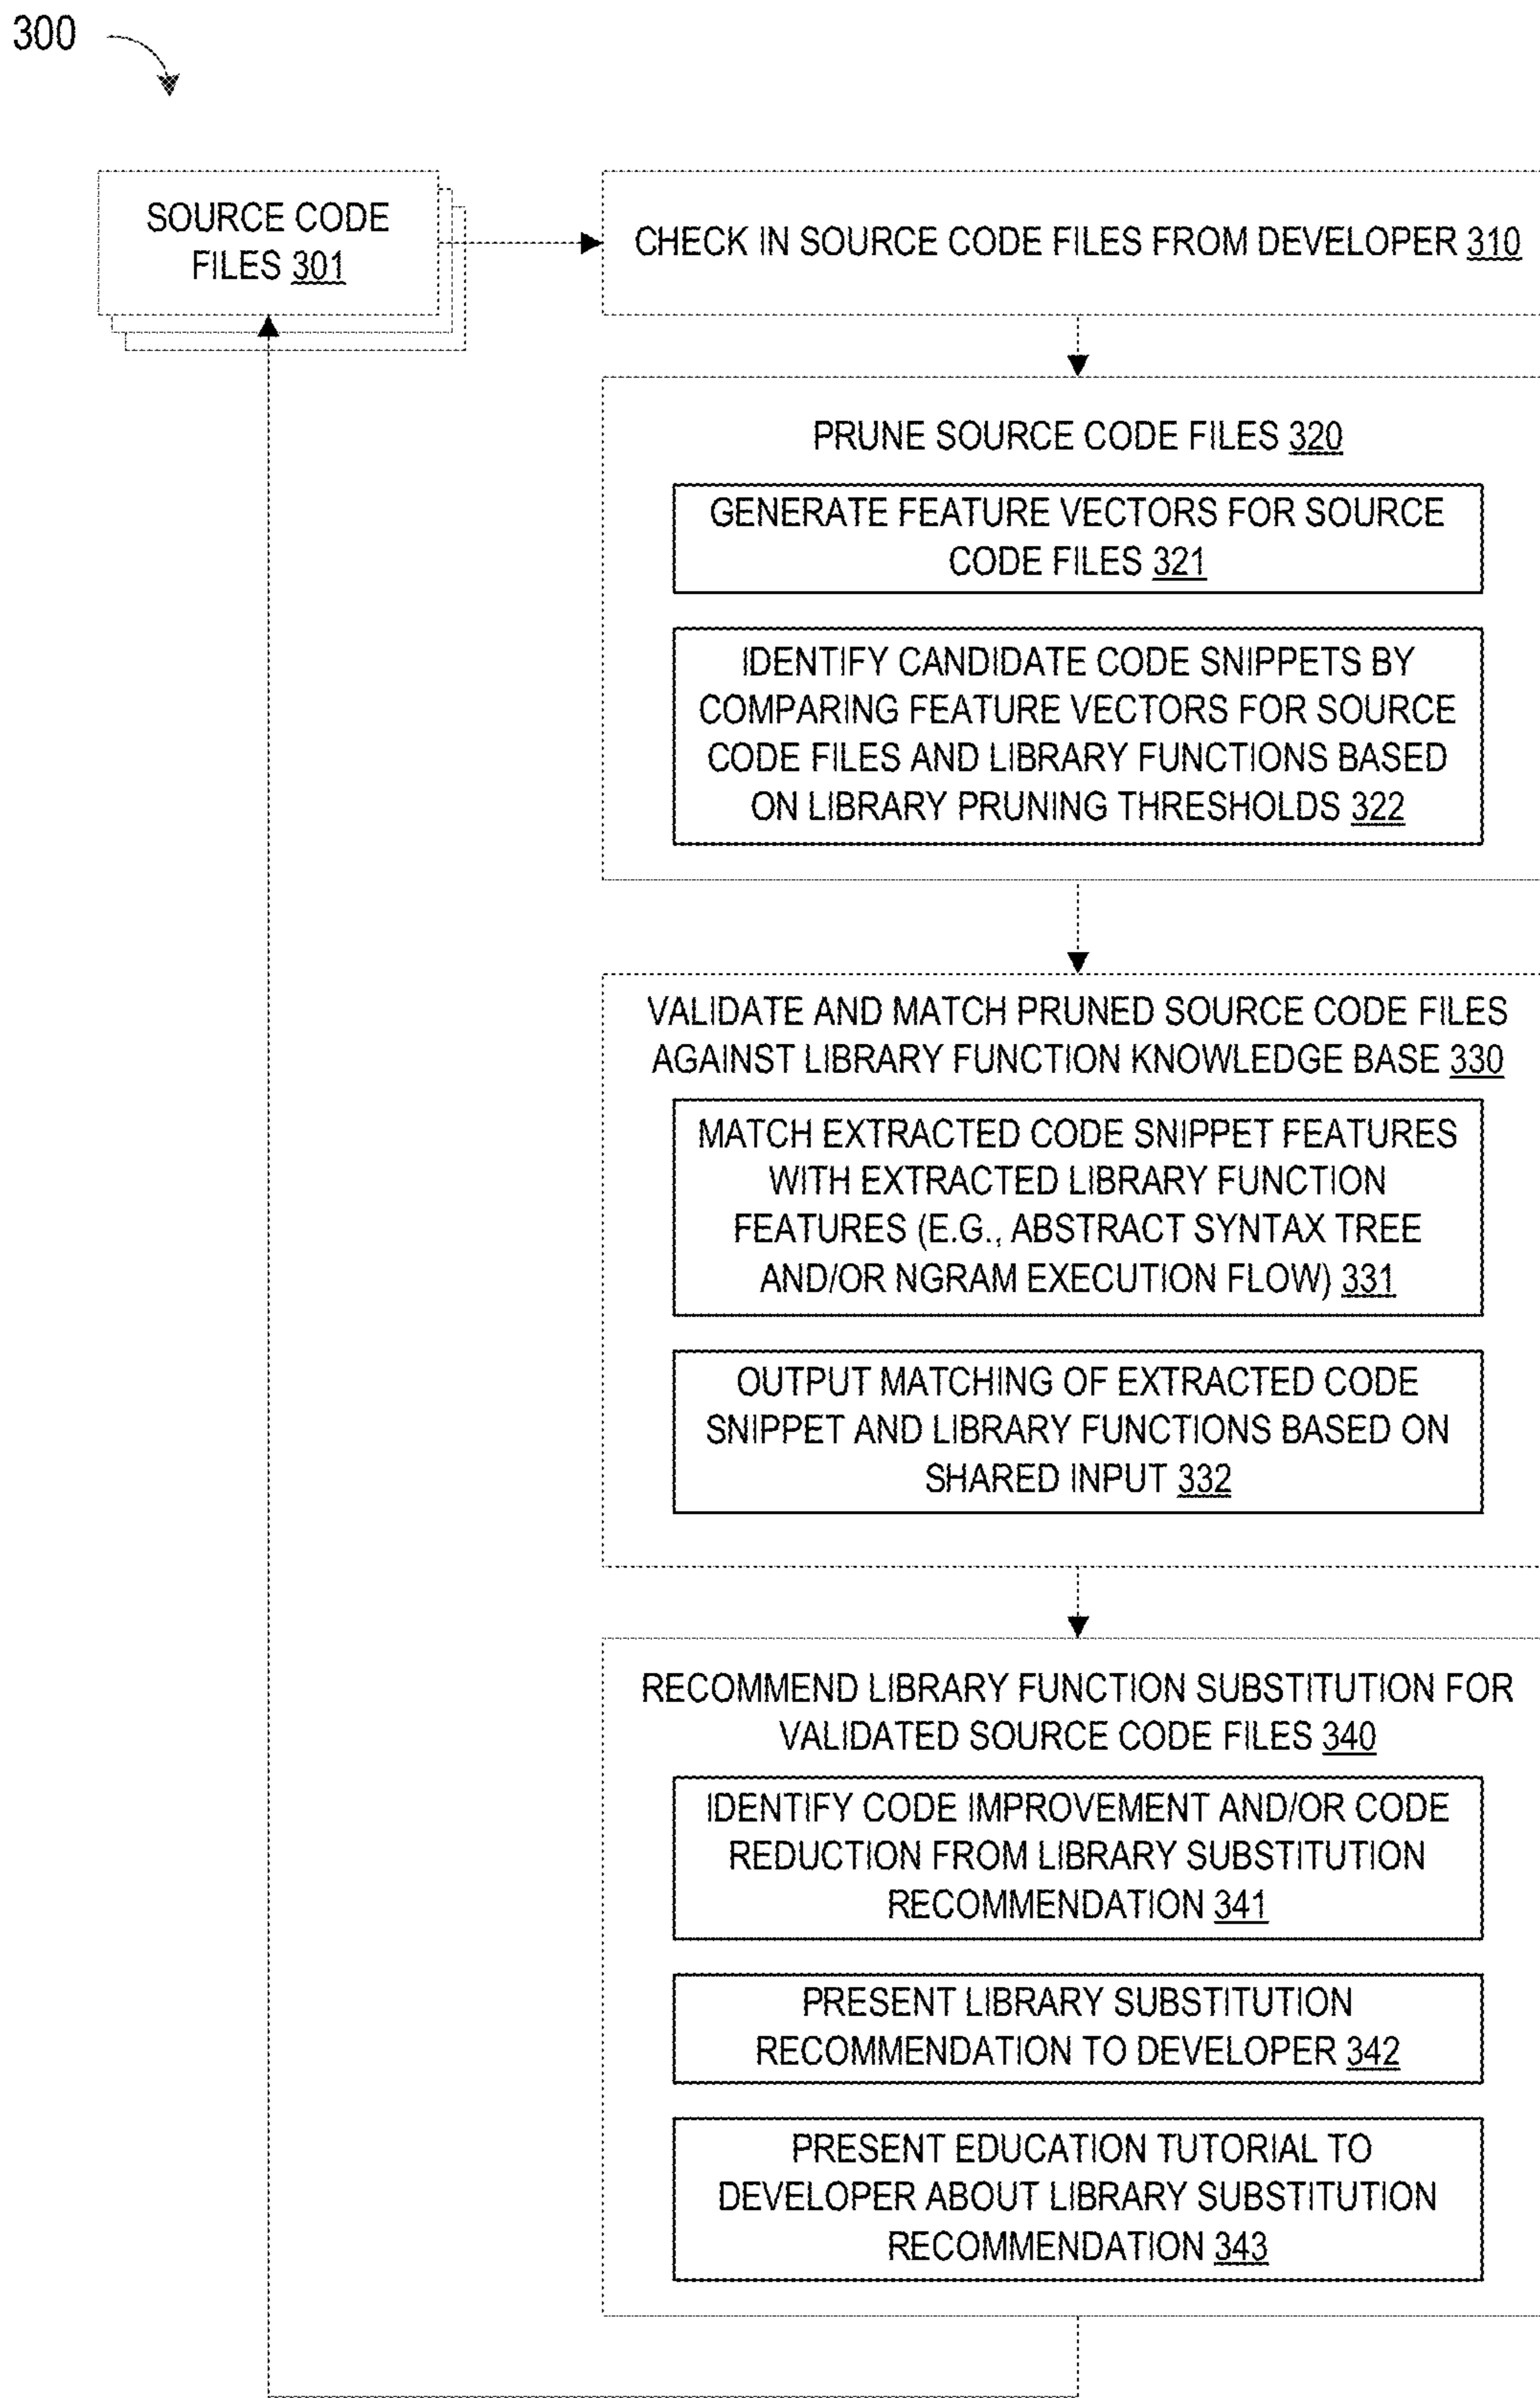 300
SOURCE CODE
FILES 301
CHECK IN SOURCE CODE FILES FROM DEVELOPER 310
PRUNE SOURCE CODE FILES 320
GENERATE FEATURE VECTORS FOR SOURCE
CODE FILES 321
IDENTIFY CANDIDATE CODE SNIPPETS BY
COMPARING FEATURE VECTORS FOR SOURCE
CODE FILES AND LIBRARY FUNCTIONS BASED
ON LIBRARY PRUNING THRESHOLDS 322
VALIDATE AND MATCH PRUNED SOURCE CODE FILES
AGAINST LIBRARY FUNCTION KNOWLEDGE BASE 330
MATCH EXTRACTED CODE SNIPPET FEATURES
WITH EXTRACTED LIBRARY FUNCTION
FEATURES (E.G., ABSTRACT SYNTAX TREE
AND/OR NGRAM EXECUTION FLOW) 331
OUTPUT MATCHING OF EXTRACTED CODE
SNIPPET AND LIBRARY FUNCTIONS BASED ON
SHARED INPUT 332
RECOMMEND LIBRARY FUNCTION SUBSTITUTION FOR
VALIDATED SOURCE CODE FILES 340
IDENTIFY CODE IMPROVEMENT AND/OR CODE
REDUCTION FROM LIBRARY SUBSTITUTION
RECOMMENDATION 341
PRESENT LIBRARY SUBSTITUTION
RECOMMENDATION TO DEVELOPER 342
PRESENT EDUCATION TUTORIAL TO
DEVELOPER ABOUT LIBRARY SUBSTITUTION
RECOMMENDATION 343